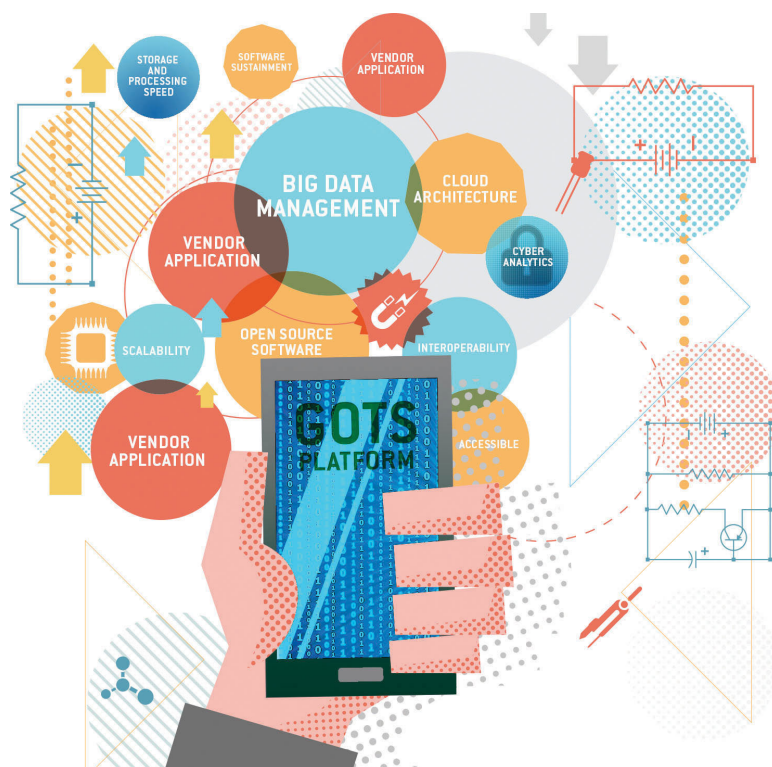 STORAGE
AND
PROCESSING
SPEED
SOFTWARE
SUSTAINMENT
VENDOR
APPLICATION
BIG DATA
MANAGEMENT
CLOUD
ARCHITECTURE
VENDOR
APPLICATION
CYBER
ANALYTICS
SCALABILITY
OPEN SOURCE
SOFTWARE
INTEROPERABILITY
VENDOR
APPLICATION
ACCESSIBLE
GOTS
PLATFORM